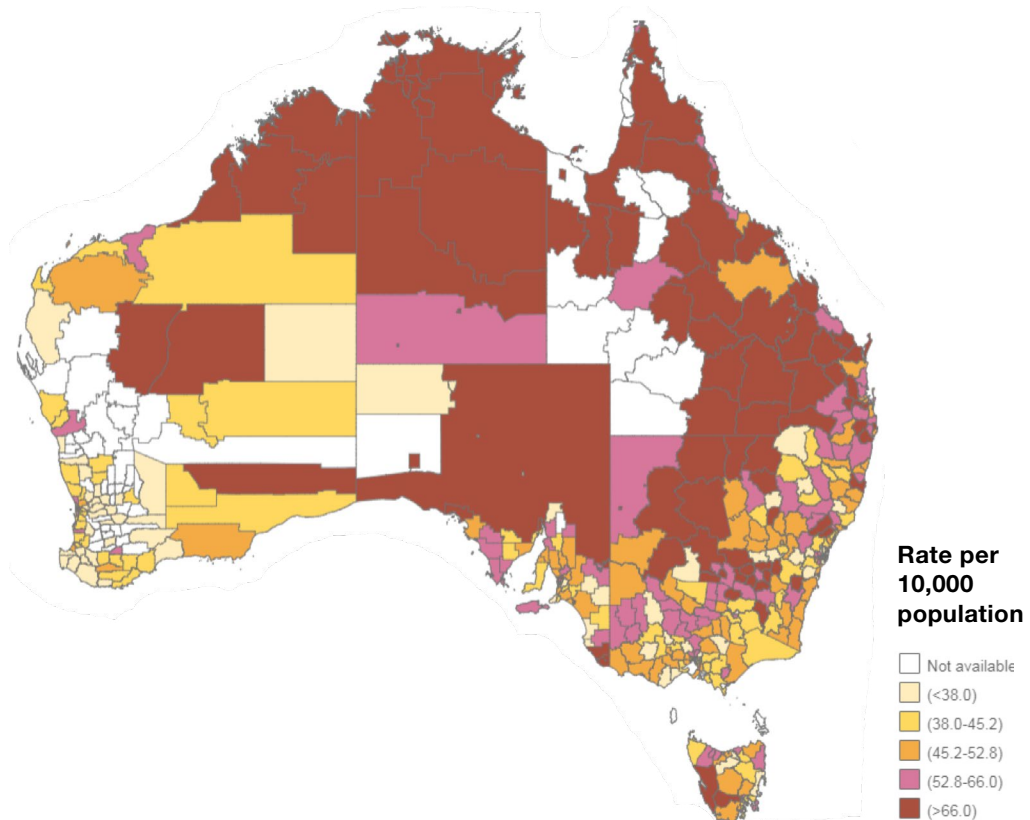 Rate per
10,000
population
Not available
(<38.0)
(38.0-45.2)
(45.2-52.8)
(52.8-66.0)
(>66.0)